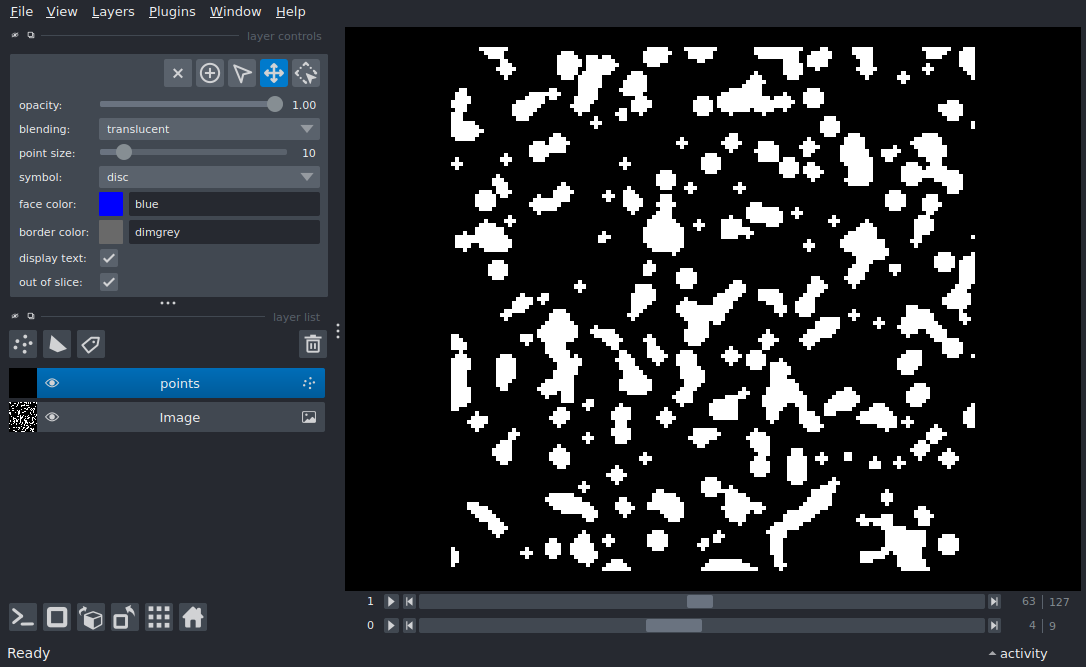 File View Layers Plugins Window Help
layer controls
opacity: 1.00
blending: translucent
point size: 10
symbol: disc
face color: blue
border color: dimgrey
display text:
out of slice:
layer list
points
Image
1 63 127
0 4 9
Ready activity